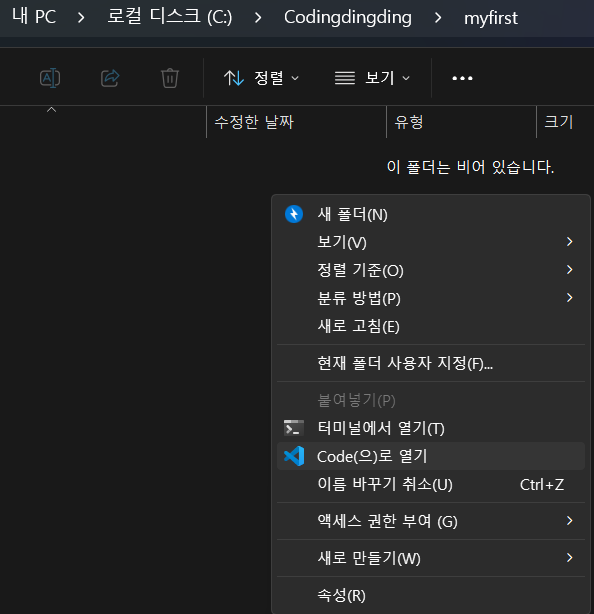 내 PC > 로컬 디스크 (C:) > Codingdingding > myfirst
정렬 보기
수정한 날짜 유형 크기
이 폴더는 비어 있습니다.
새 폴더(N)
보기(V)
정렬 기준(O)
분류 방법(P)
새로 고침(E)
현재 폴더 사용자 지정(F)...
붙여넣기(P)
터미널에서 열기(T)
Code(으)로 열기
이름 바꾸기 취소(U) Ctrl+Z
액세스 권한 부여 (G)
새로 만들기(W)
속성(R)